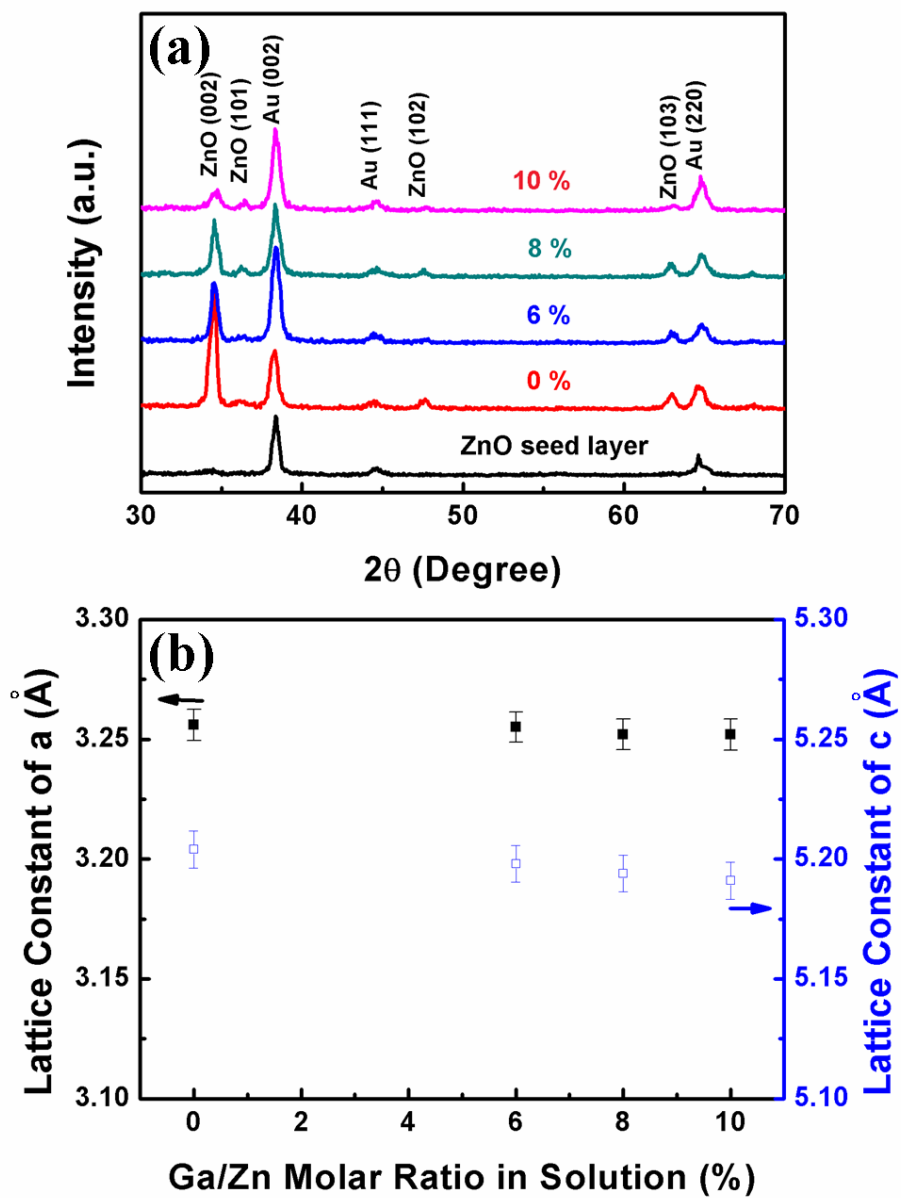 (a)
Intensity (a.u.)
ZnO (002)
ZnO (101)
Au (002)
Au (111)
ZnO (102)
ZnO (103)
Au (220)
10 %
8 %
6 %
0 %
ZnO seed layer
30 40 50 60 70
2θ (Degree)
(b)
Lattice Constant of a (Å)
3.30
3.25
3.20
3.15
3.10
5.30
5.25
5.20
5.15
5.10
Lattice Constant of c (Å)
0 2 4 6 8 10
Ga/Zn Molar Ratio in Solution (%)